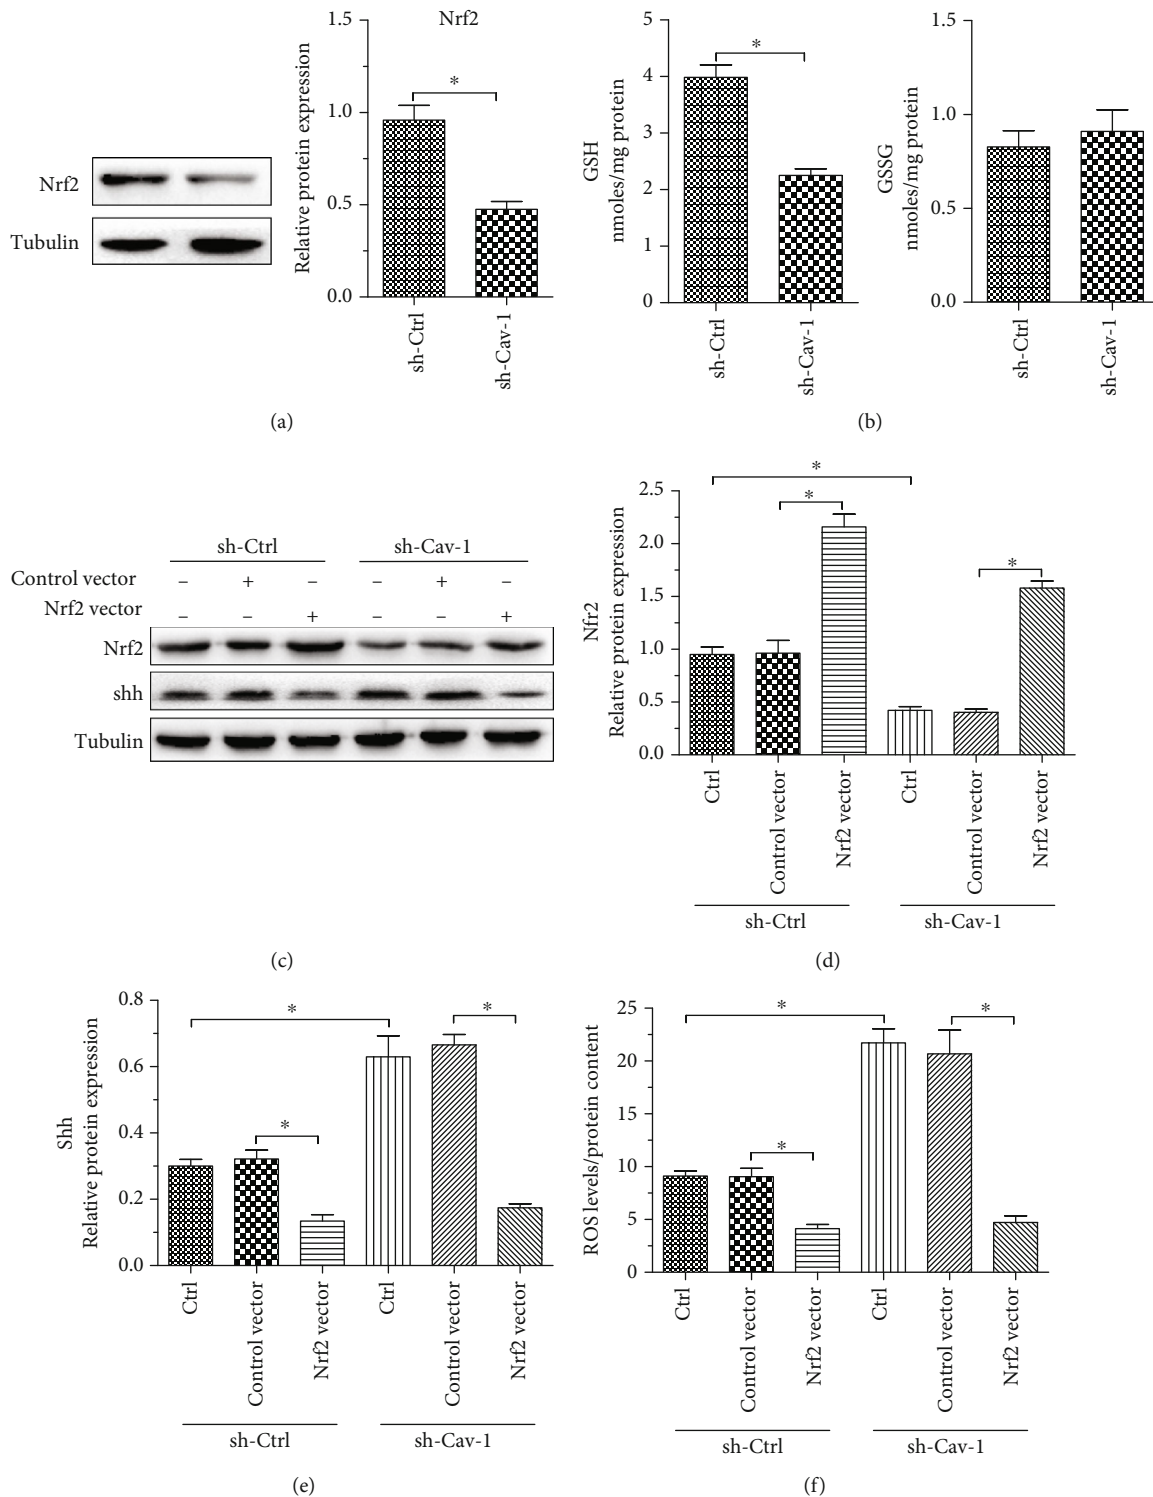 Nrf2
Tubulin
Nrf2
Relative protein expression
1.5
1.0
0.5
0.0
*
sh-Ctrl
sh-Cav-1
(a)
GSH
nmoles/mg protein
5
4
3
2
1
0
*
sh-Ctrl
sh-Cav-1
GSSG
nmoles/mg protein
1.5
1.0
0.5
0.0
sh-Ctrl
sh-Cav-1
(b)
sh-Ctrl sh-Cav-1
Control vector – + – – + –
Nrf2 vector – – + – – +
Nrf2
shh
Tubulin
(c)
Nfr2
Relative protein expression
2.5
2.0
1.5
1.0
0.5
0.0
*
*
*
Ctrl
Control vector
Nrf2 vector
Ctrl
Control vector
Nrf2 vector
sh-Ctrl sh-Cav-1
(d)
Shh
Relative protein expression
0.8
0.6
0.4
0.2
0.0
*
*
*
Ctrl
Control vector
Nrf2 vector
Ctrl
Control vector
Nrf2 vector
sh-Ctrl sh-Cav-1
(e)
ROS levels/protein content
25
20
15
10
5
0
*
*
*
Ctrl
Control vector
Nrf2 vector
Ctrl
Control vector
Nrf2 vector
sh-Ctrl sh-Cav-1
(f)